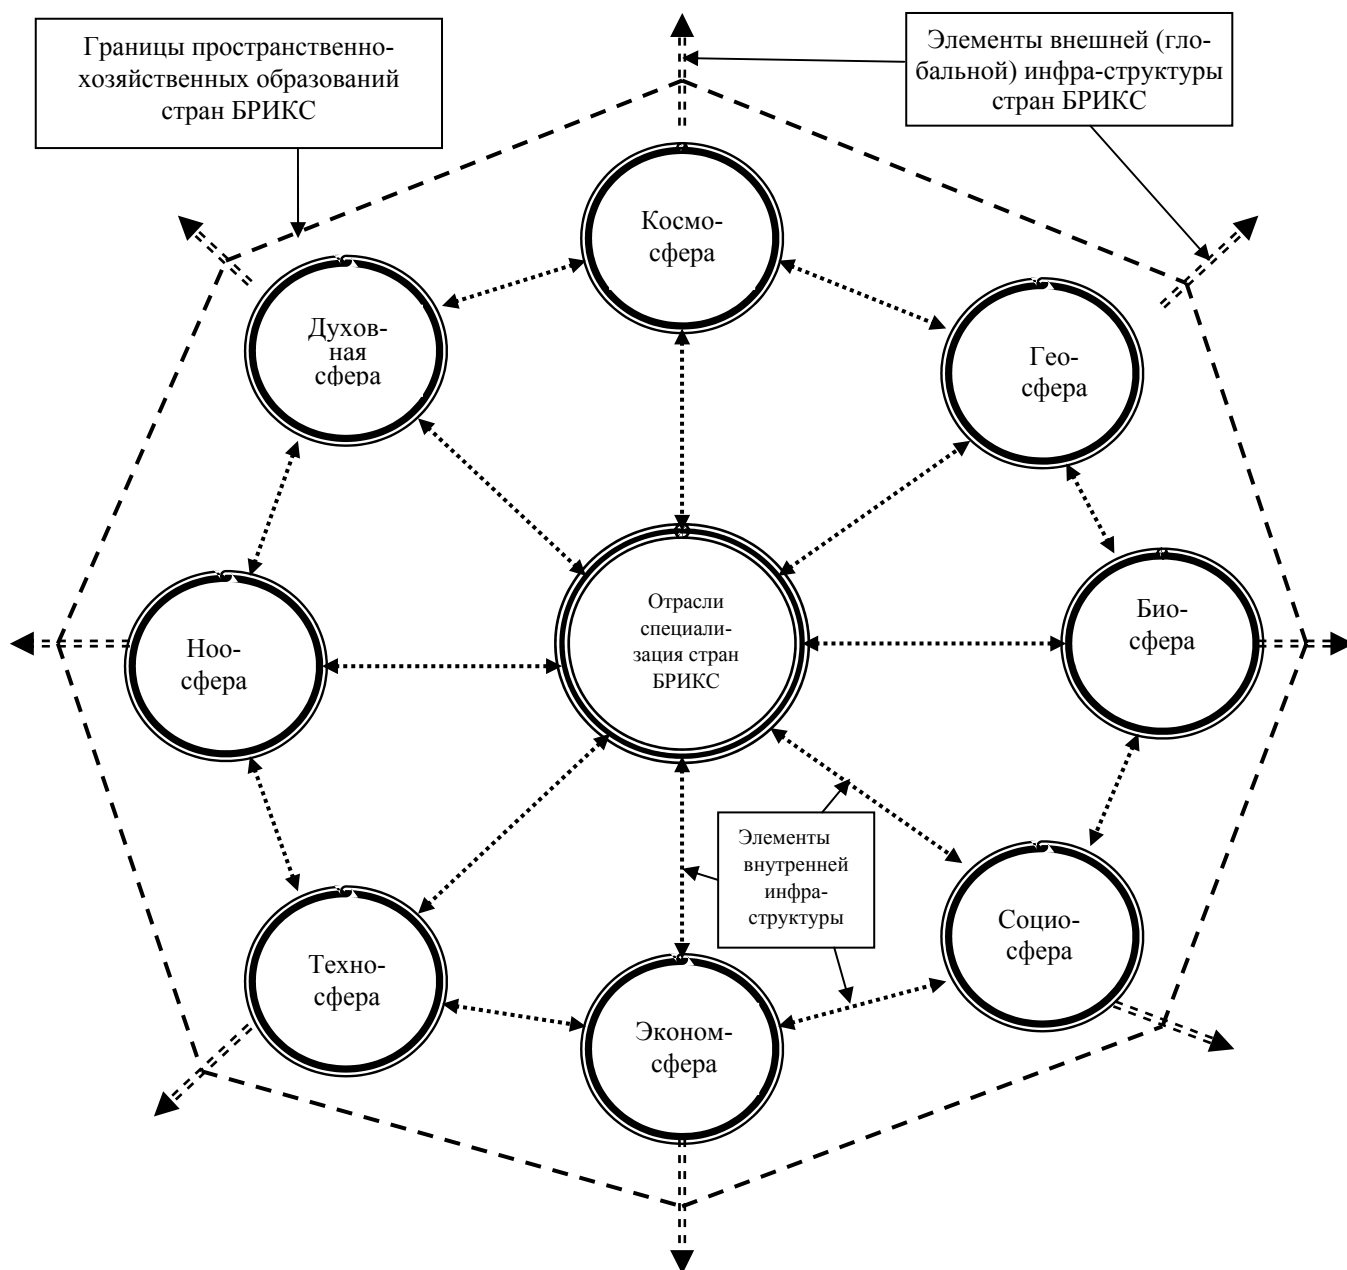 Границы пространственно-
хозяйственных образований
стран БРИКС
Элементы внешней (гло-
бальной) инфра-структуры
стран БРИКС
Космо-
сфера
Духов-
ная
сфера
Гео-
сфера
Отрасли
специали-
зация стран
БРИКС
Био-
сфера
Ноо-
сфера
Элементы
внутренней
инфра-
структуры
Социо-
сфера
Техно-
сфера
Эконом-
сфера